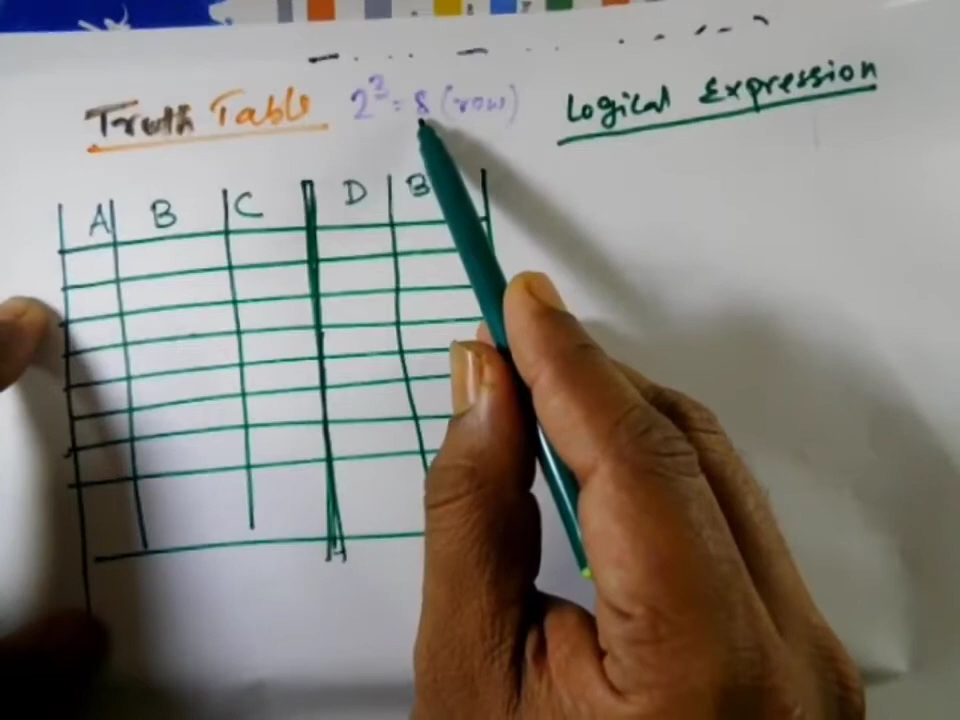 Truth Table 2³ = 8 (row) Logical Expression
A B C D B